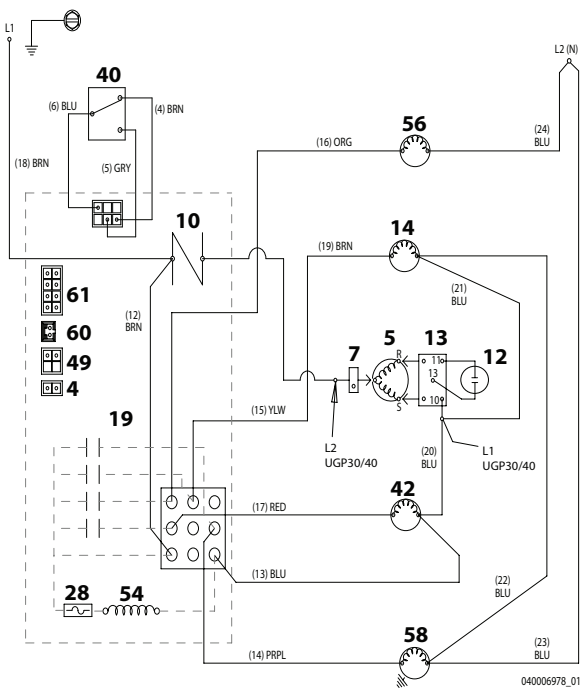 L1
L2 (N)
40
(6) BLU
(4) BRN
56
(24)
BLU
(16) ORG
(18) BRN
(5) GRY
10
14
(19) BRN
61
(21)
BLU
(12)
BRN
60
5
13
7
R
11
12
49
13
4
S
10
19
(15) YLW
L2
UGP30/40
(20)
BLU
L1
UGP30/40
42
(17) RED
(13) BLU
(22)
BLU
28
54
58
(14) PRPL
(23)
BLU
040006978_01